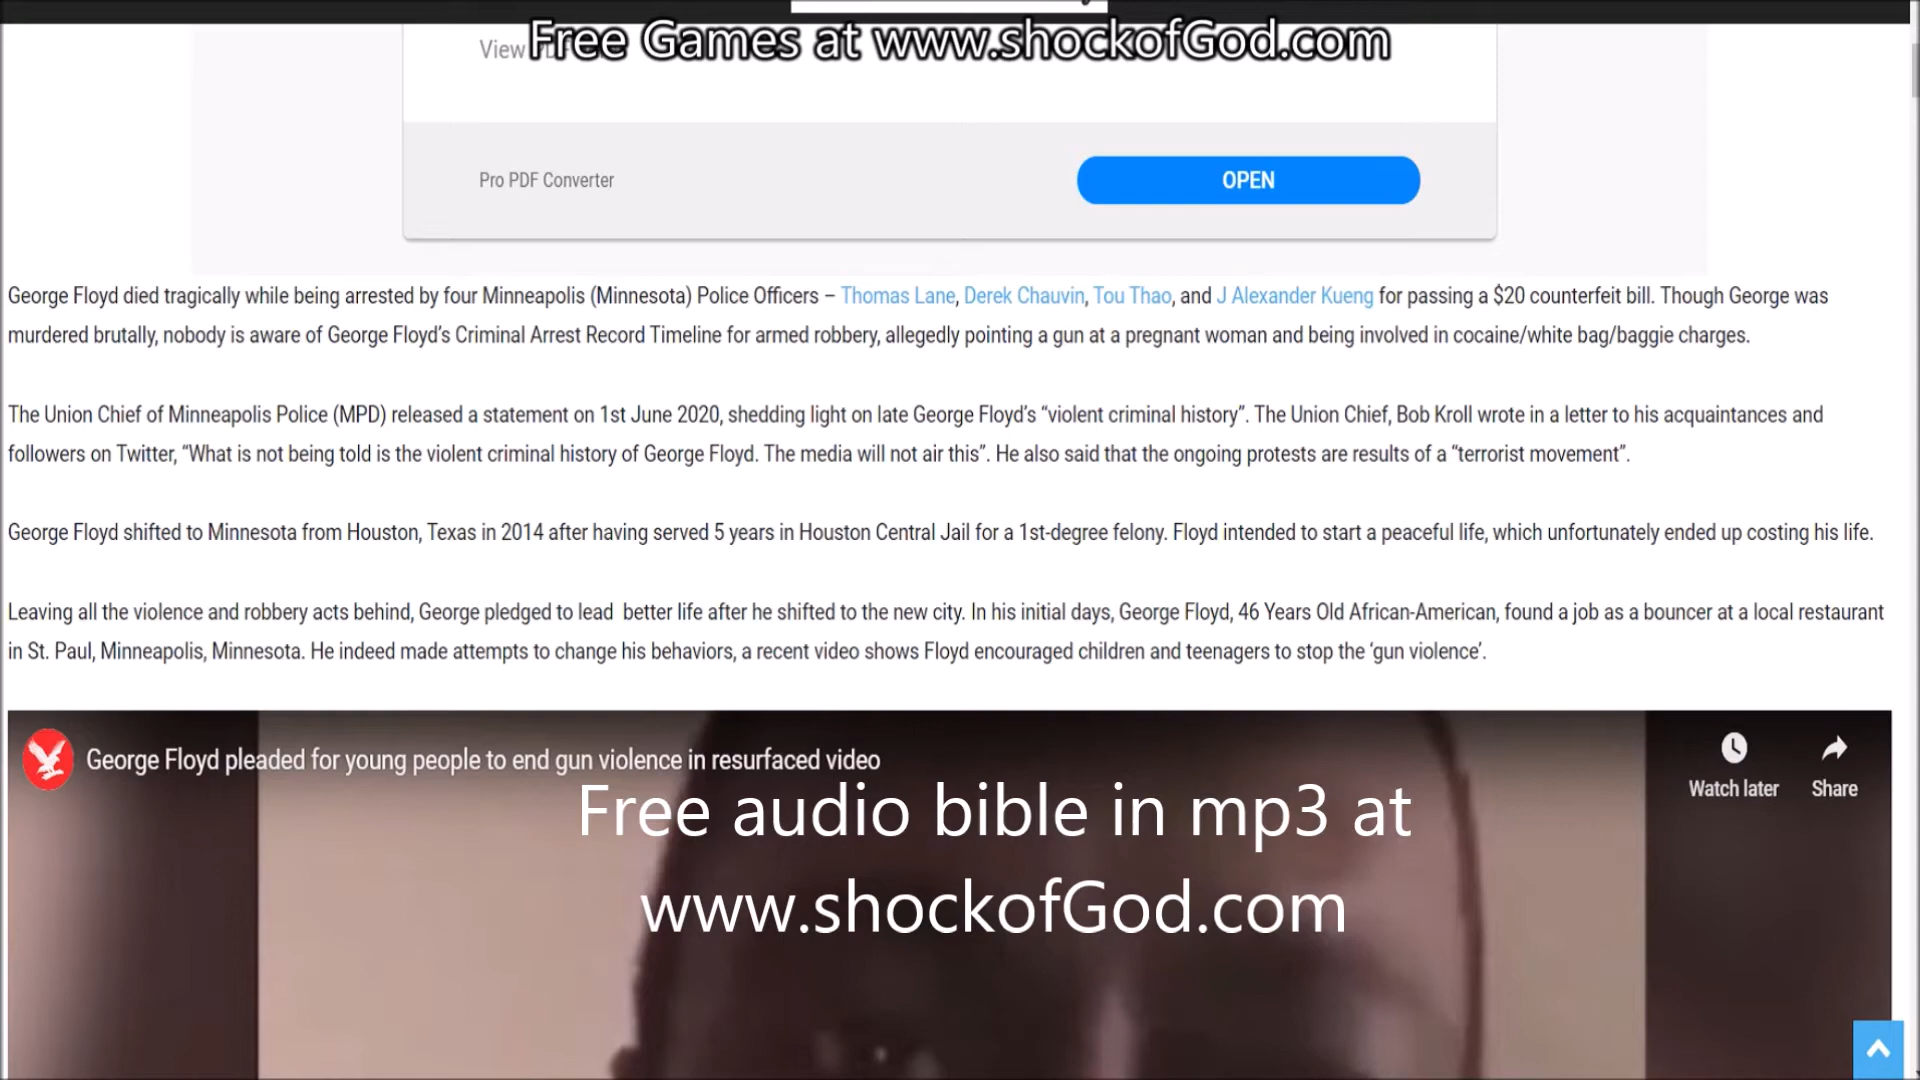 Free Games at www.shockofGod.com
View
Pro PDF Converter
OPEN
George Floyd died tragically while being arrested by four Minneapolis (Minnesota) Police Officers – Thomas Lane, Derek Chauvin, Tou Thao, and J Alexander Kueng for passing a $20 counterfeit bill. Though George was
murdered brutally, nobody is aware of George Floyd’s Criminal Arrest Record Timeline for armed robbery, allegedly pointing a gun at a pregnant woman and being involved in cocaine/white bag/baggie charges.
The Union Chief of Minneapolis Police (MPD) released a statement on 1st June 2020, shedding light on late George Floyd’s “violent criminal history”. The Union Chief, Bob Kroll wrote in a letter to his acquaintances and
followers on Twitter, “What is not being told is the violent criminal history of George Floyd. The media will not air this”. He also said that the ongoing protests are results of a “terrorist movement”.
George Floyd shifted to Minnesota from Houston, Texas in 2014 after having served 5 years in Houston Central Jail for a 1st-degree felony. Floyd intended to start a peaceful life, which unfortunately ended up costing his life.
Leaving all the violence and robbery acts behind, George pledged to lead  better life after he shifted to the new city. In his initial days, George Floyd, 46 Years Old African-American, found a job as a bouncer at a local restaurant
in St. Paul, Minneapolis, Minnesota. He indeed made attempts to change his behaviors, a recent video shows Floyd encouraged children and teenagers to stop the ‘gun violence’.
George Floyd pleaded for young people to end gun violence in resurfaced video
Watch later
Share
Free audio bible in mp3 at
www.shockofGod.com